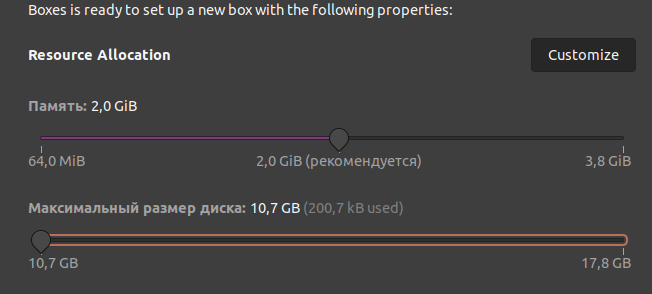 Boxes is ready to set up a new box with the following properties:
Resource Allocation
Customize
Память: 2,0 GiB
64,0 MiB 2,0 GiB (рекомендуется) 3,8 GiB
Максимальный размер диска: 10,7 GB (200,7 kB used)
10,7 GB 17,8 GB